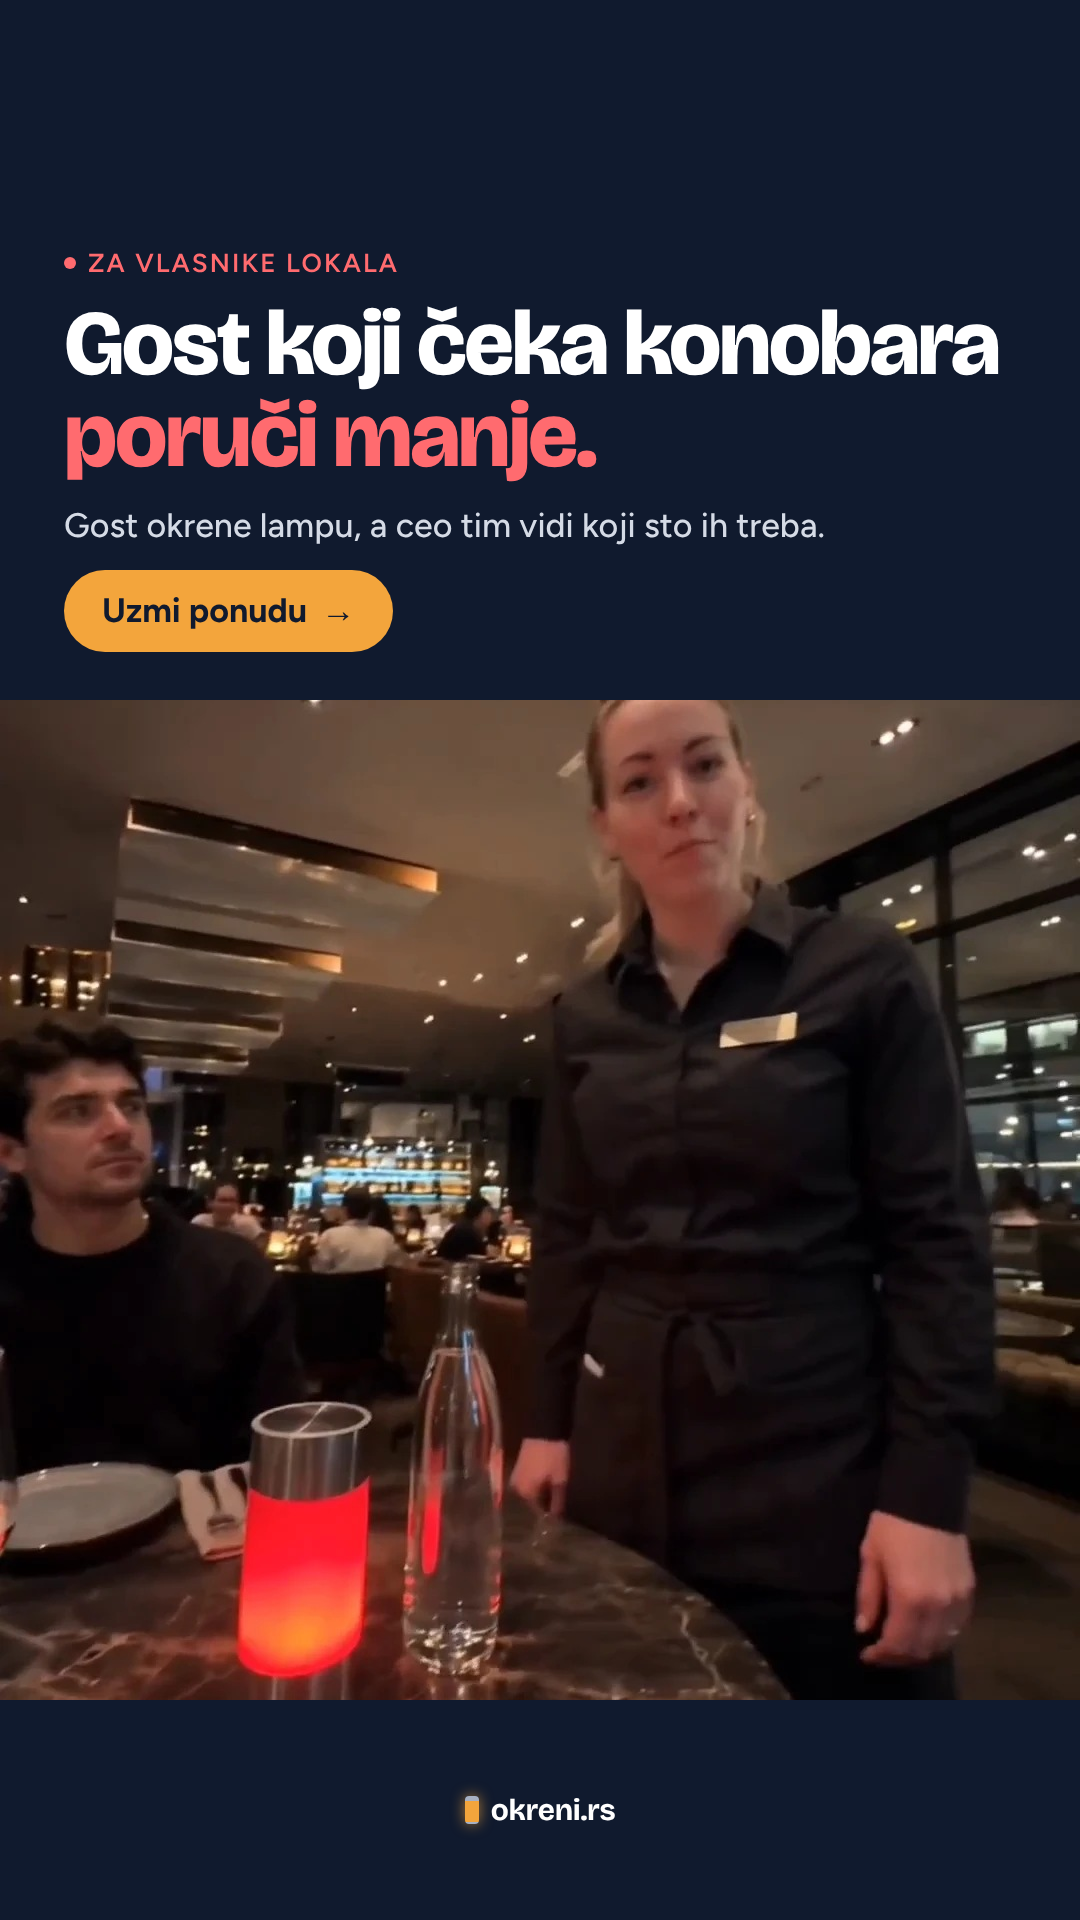 ZA VLASNIKE LOKALA
Gost koji čeka konobara
poruči manje.
Gost okrene lampu, a ceo tim vidi koji sto ih treba.
Uzmi ponudu →
okreni.rs